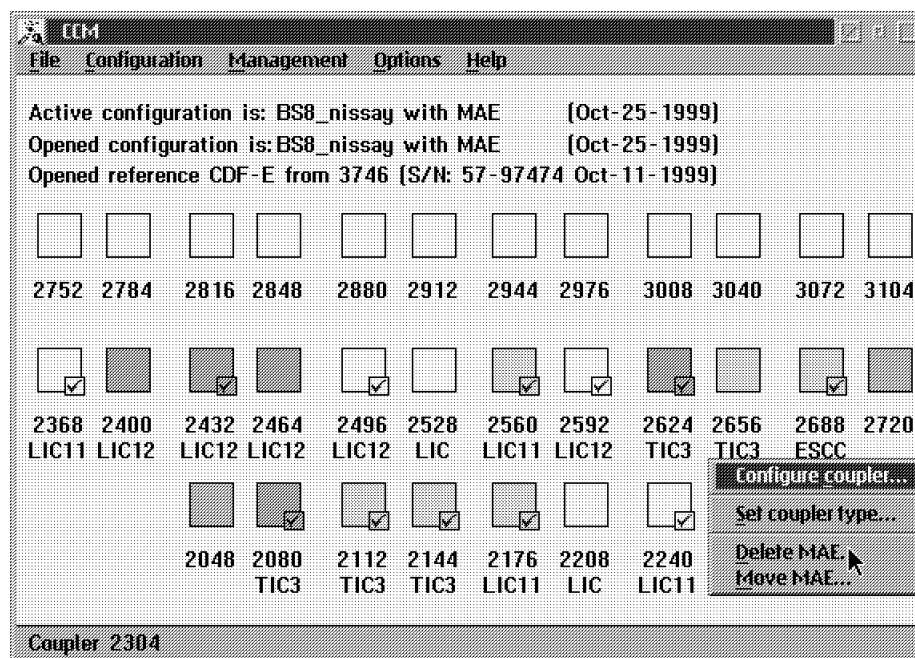 CCM
File Configuration Management Options Help
Active configuration is: BS8_nissay with MAE (Oct-25-1999)
Opened configuration is: BS8_nissay with MAE (Oct-25-1999)
Opened reference CDF-E from 3746 (S/N: 57-97474 Oct-11-1999)
2752 2784 2816 2848 2880 2912 2944 2976 3008 3040 3072 3104
2368 2400 2432 2464 2496 2528 2560 2592 2624 2656 2688 2720
LIC11 LIC12 LIC12 LIC12 LIC12 LIC LIC11 LIC12 TIC3 TIC3 ESCC
Configure coupler...
Set coupler type...
2048 2080 2112 2144 2176 2208 2240
TIC3 TIC3 TIC3 LIC11 LIC LIC11
Delete MAE..
Move MAE...
Coupler 2304